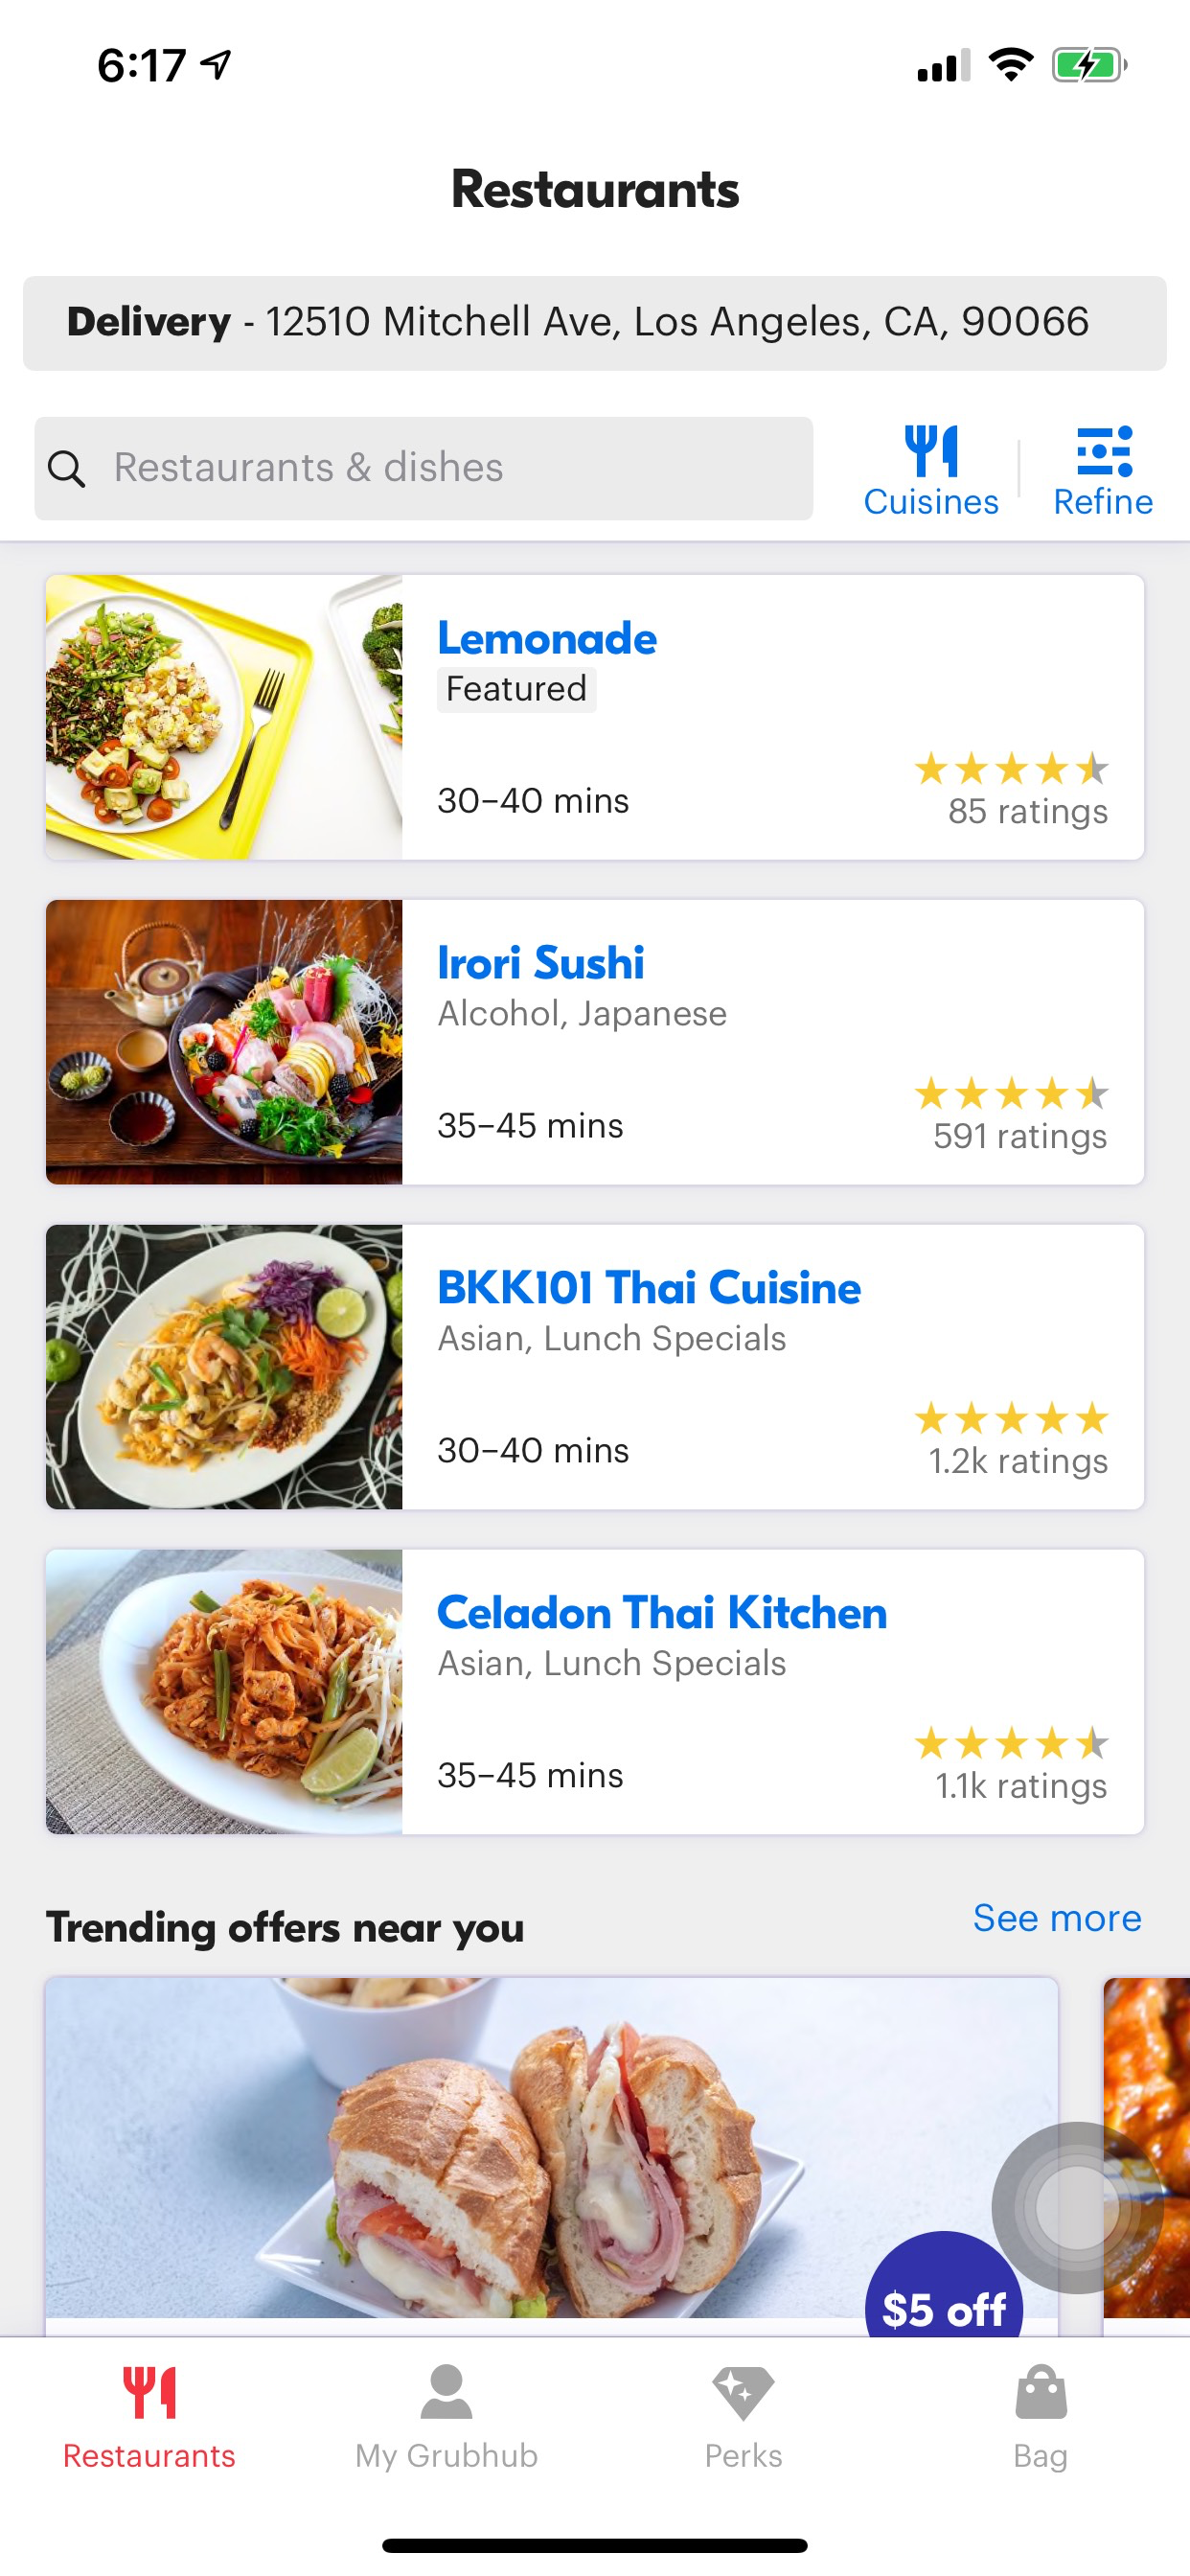 6:17
Restaurants
Delivery - 12510 Mitchell Ave, Los Angeles, CA, 90066
Restaurants & dishes
Cuisines
Refine
Lemonade
Featured
30–40 mins
85 ratings
Irori Sushi
Alcohol, Japanese
35–45 mins
591 ratings
BKK101 Thai Cuisine
Asian, Lunch Specials
30–40 mins
1.2k ratings
Celadon Thai Kitchen
Asian, Lunch Specials
35–45 mins
1.1k ratings
Trending offers near you
See more
$5 off
Restaurants
My Grubhub
Perks
Bag